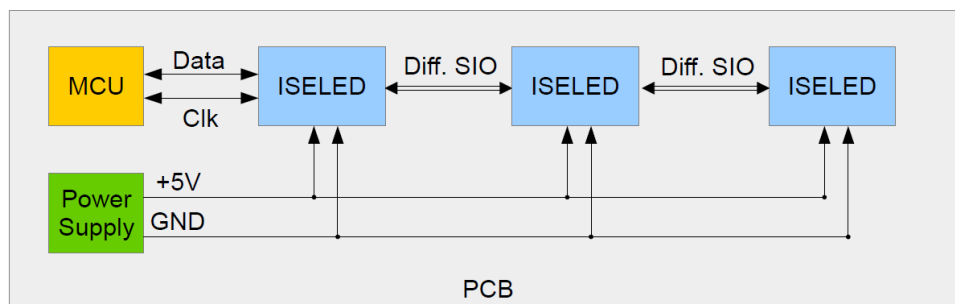 Data
MCU
Clk
ISELED
Diff. SIO
ISELED
Diff. SIO
ISELED
+5V
Power
Supply
GND
PCB